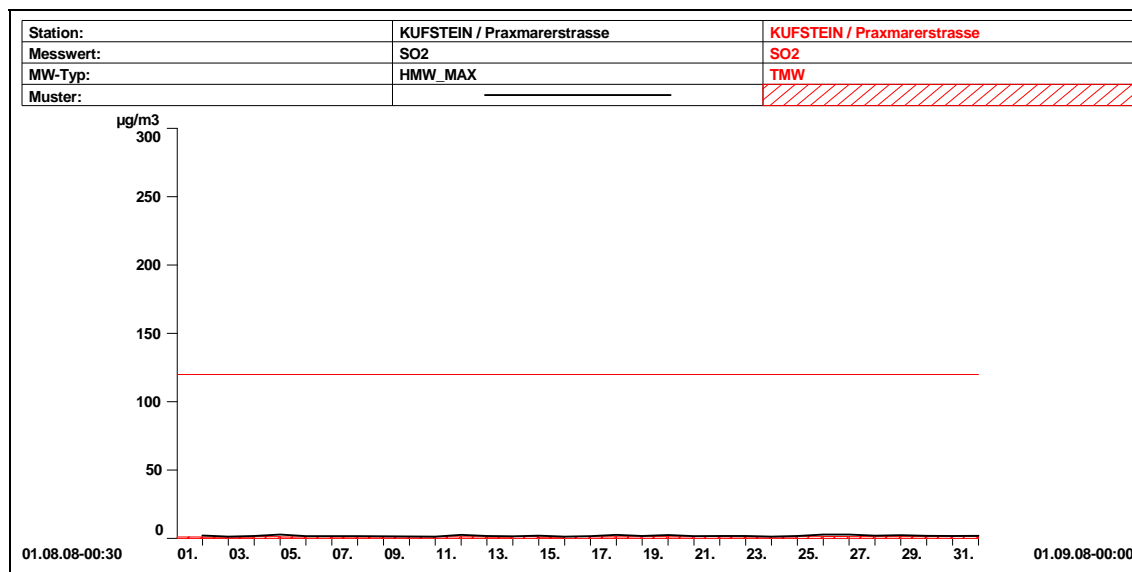 Station: KUFSTEIN / Praxmarerstrasse KUFSTEIN / Praxmarerstrasse
Messwert: SO2 SO2
MW-Typ: HMW_MAX TMW
Muster:
µg/m3
300
250
200
150
100
50
0
01.08.08-00:30 01. 03. 05. 07. 09. 11. 13. 15. 17. 19. 21. 23. 25. 27. 29. 31. 01.09.08-00:00